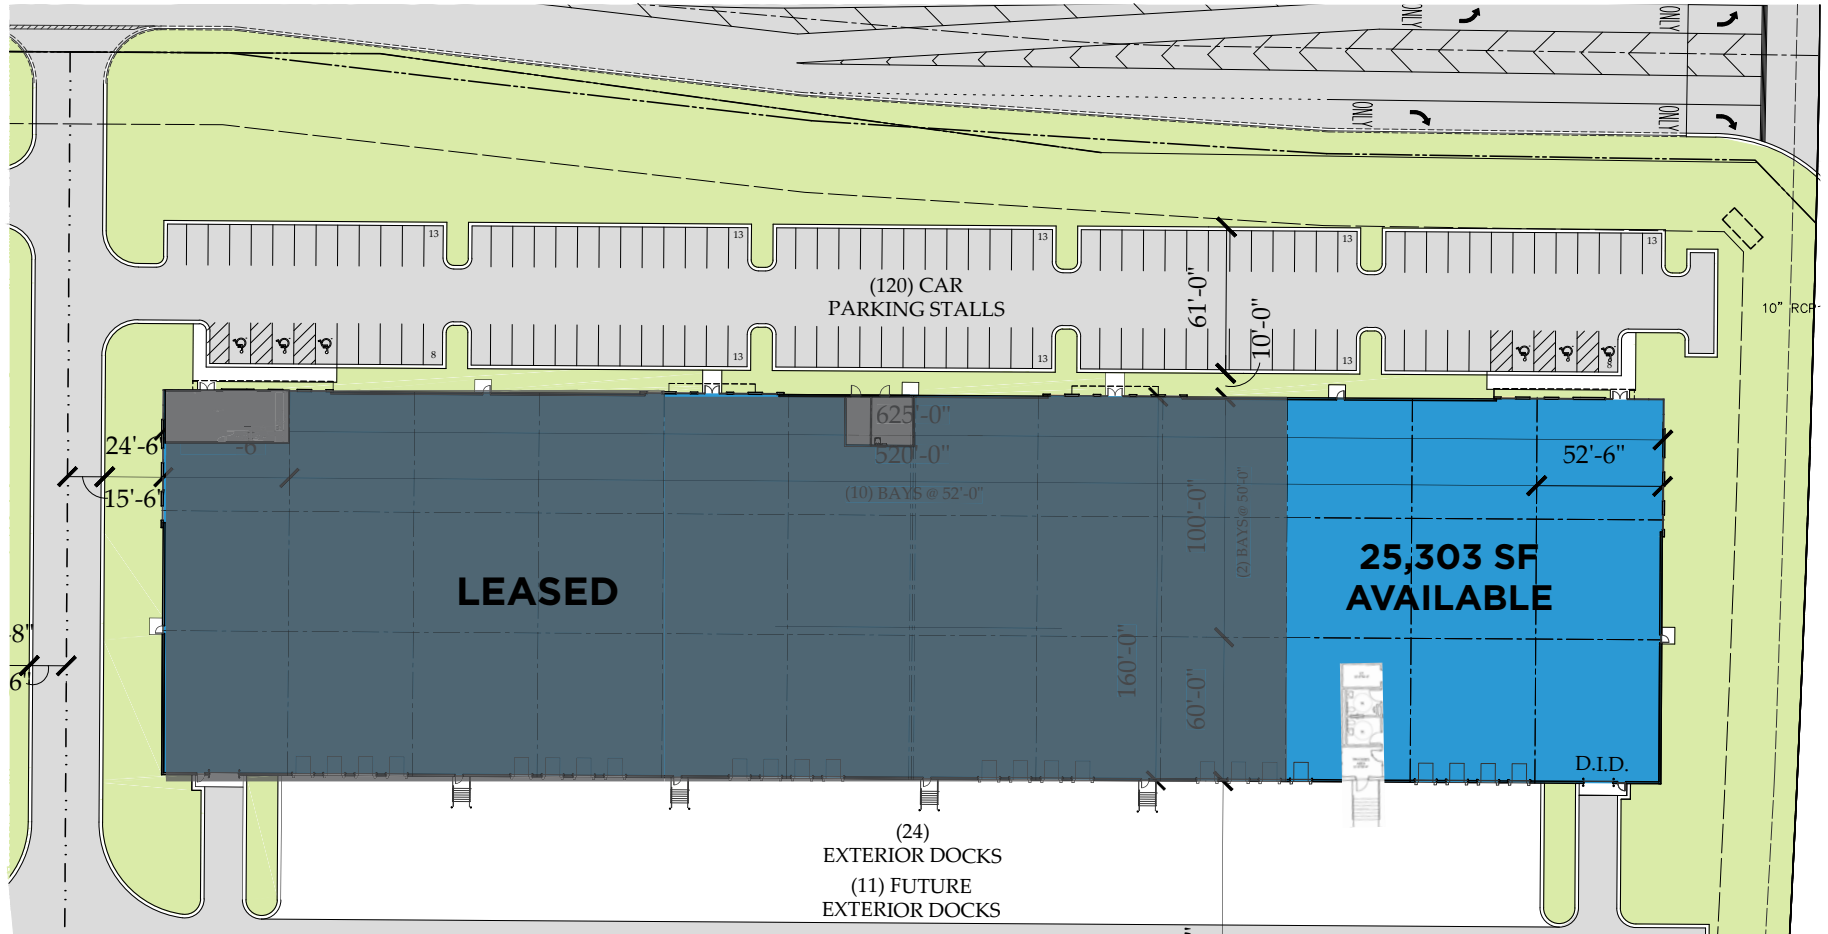 ONLY
ONLY
ONLY
ONLY
13
13
13
13
13
(120) CAR
PARKING STALLS
61'-0"
10'-0"
10" RCP
8
13
13
13
8
24'-6"
-6"
625'-0"
520'-0"
52'-6"
15'-6"
(10) BAYS @ 52'-0"
100'-0"
(2) BAYS @ 50'-0"
LEASED
25,303 SF
AVAILABLE
-8"
6"
160'-0"
60'-0"
D.I.D.
(24)
EXTERIOR DOCKS
(11) FUTURE
EXTERIOR DOCKS